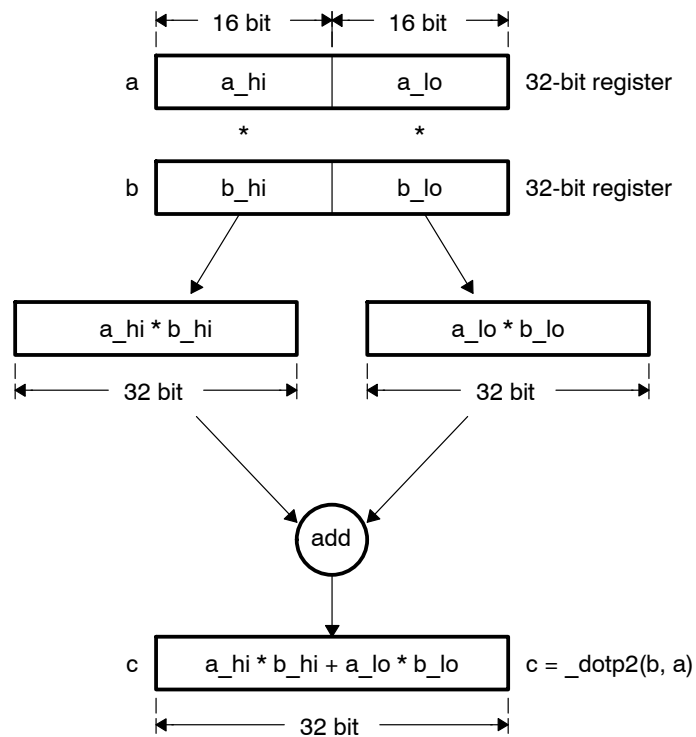 16 bit 16 bit
a a_hi a_lo 32-bit register
* *
b b_hi b_lo 32-bit register
a_hi * b_hi a_lo * b_lo
32 bit 32 bit
add
c a_hi * b_hi + a_lo * b_lo c = _dotp2(b, a)
32 bit